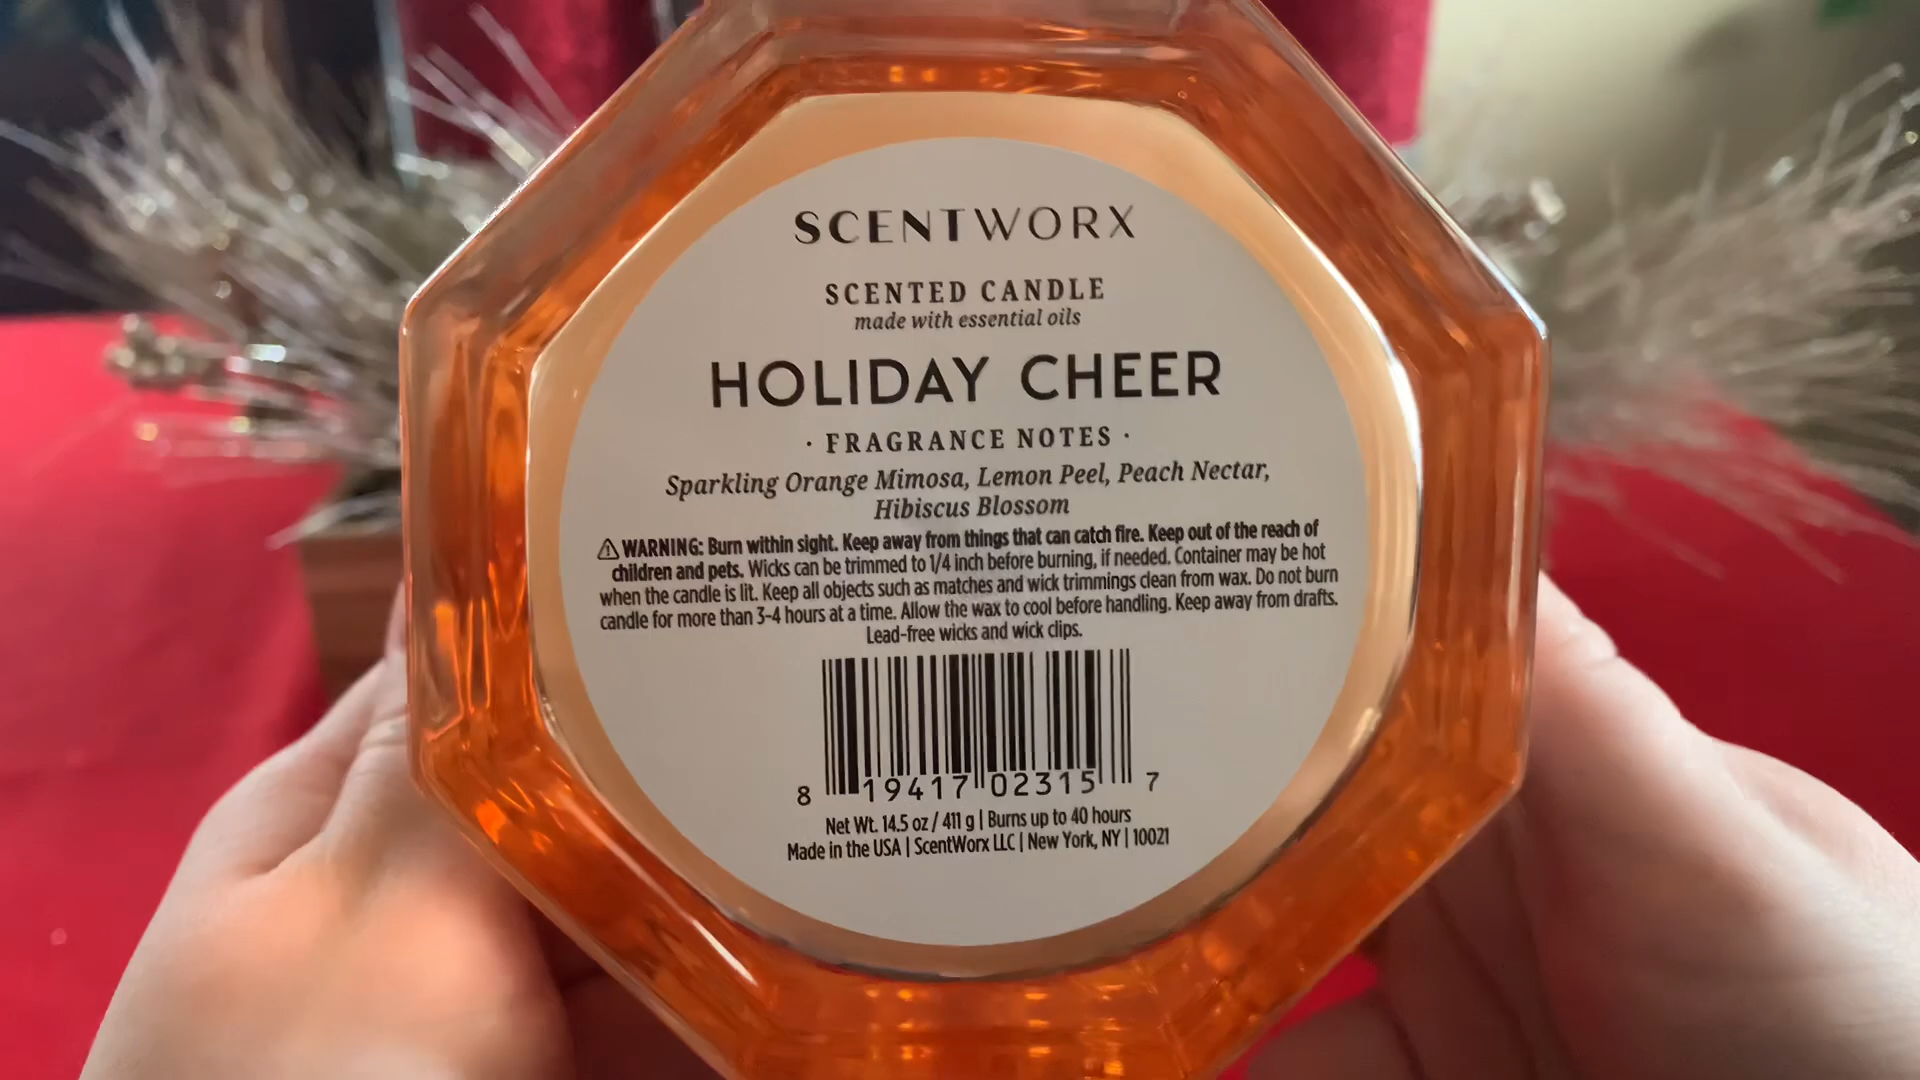 SCENTWORX
SCENTED CANDLE
made with essential oils
HOLIDAY CHEER
· FRAGRANCE NOTES ·
Sparkling Orange Mimosa, Lemon Peel, Peach Nectar,
Hibiscus Blossom
⚠ WARNING: Burn within sight. Keep away from things that can catch fire. Keep out of the reach of
children and pets. Wicks can be trimmed to 1/4 inch before burning, if needed. Container may be hot
when the candle is lit. Keep all objects such as matches and wick trimmings clean from wax. Do not burn
candle for more than 3-4 hours at a time. Allow the wax to cool before handling. Keep away from drafts.
Lead-free wicks and wick clips.
8 19417 02315 7
Net Wt. 14.5 oz / 411 g | Burns up to 40 hours
Made in the USA | ScentWorx LLC | New York, NY | 10021